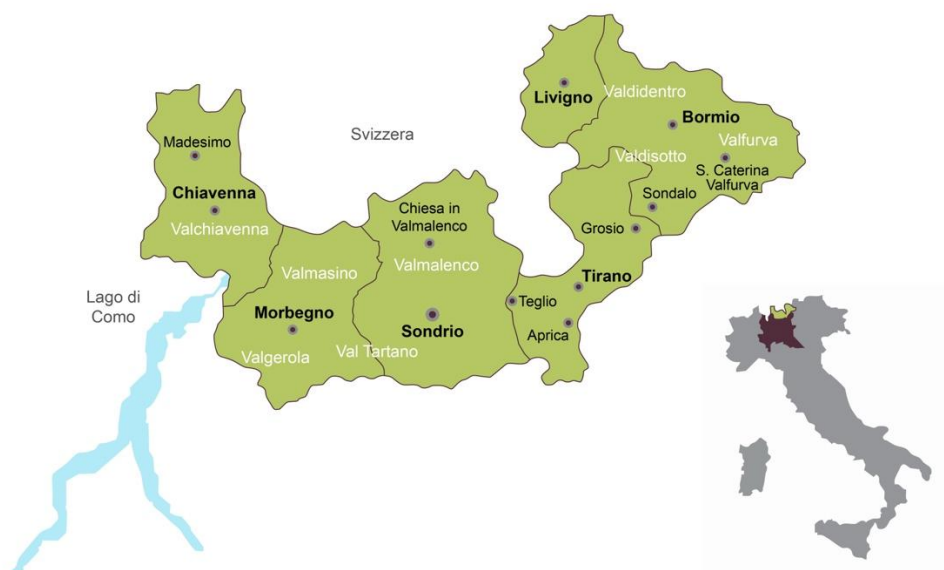 Livigno
Valdidentro
Bormio
Svizzera
Madesimo
Valfurva
Valdisotto
S. Caterina
Valfurva
Chiavenna
Sondalo
Chiesa in
Valmalenco
Valchiavenna
Grosio
Valmasino
Valmalenco
Tirano
Lago di
Como
Teglio
Morbegno
Sondrio
Aprica
Valgerola
Val Tartano